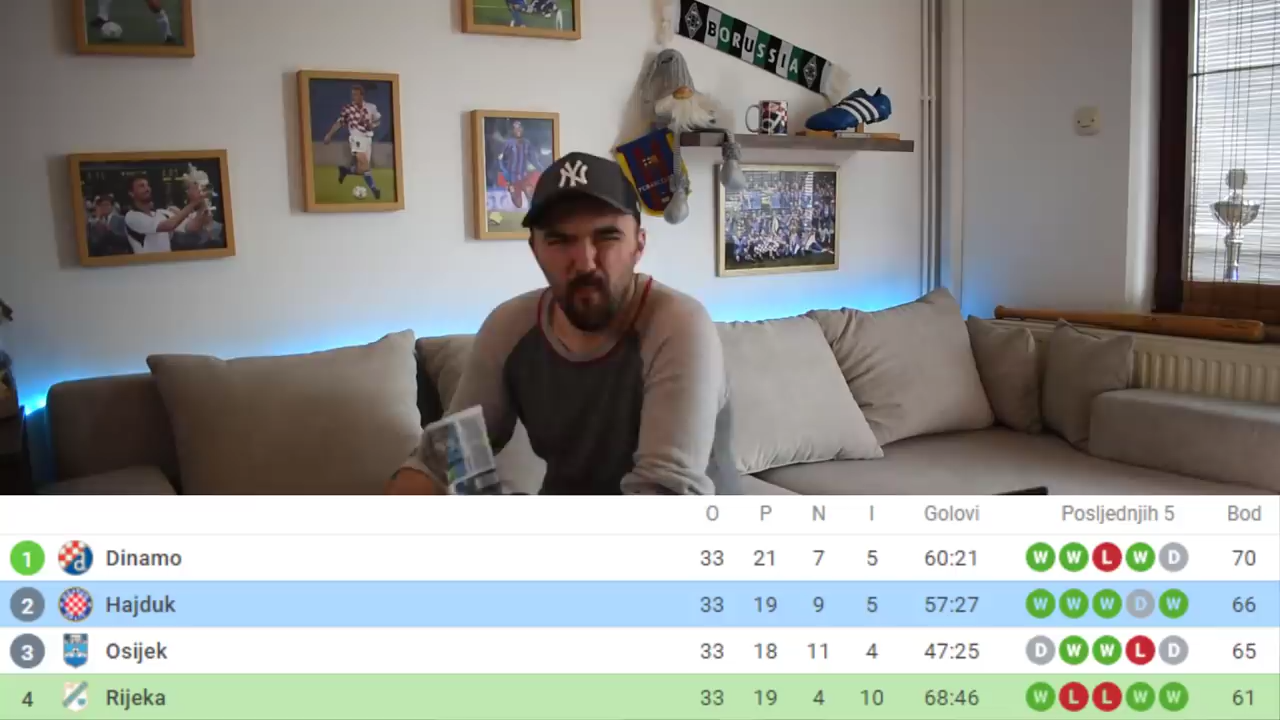 BORUSSIA
NY
O P N I Golovi Posljednjih 5 Bod
1 Dinamo 33 21 7 5 60:21 W W L W D 70
2 Hajduk 33 19 9 5 57:27 W W W D W 66
3 Osijek 33 18 11 4 47:25 D W W L D 65
4 Rijeka 33 19 4 10 68:46 W L L W W 61